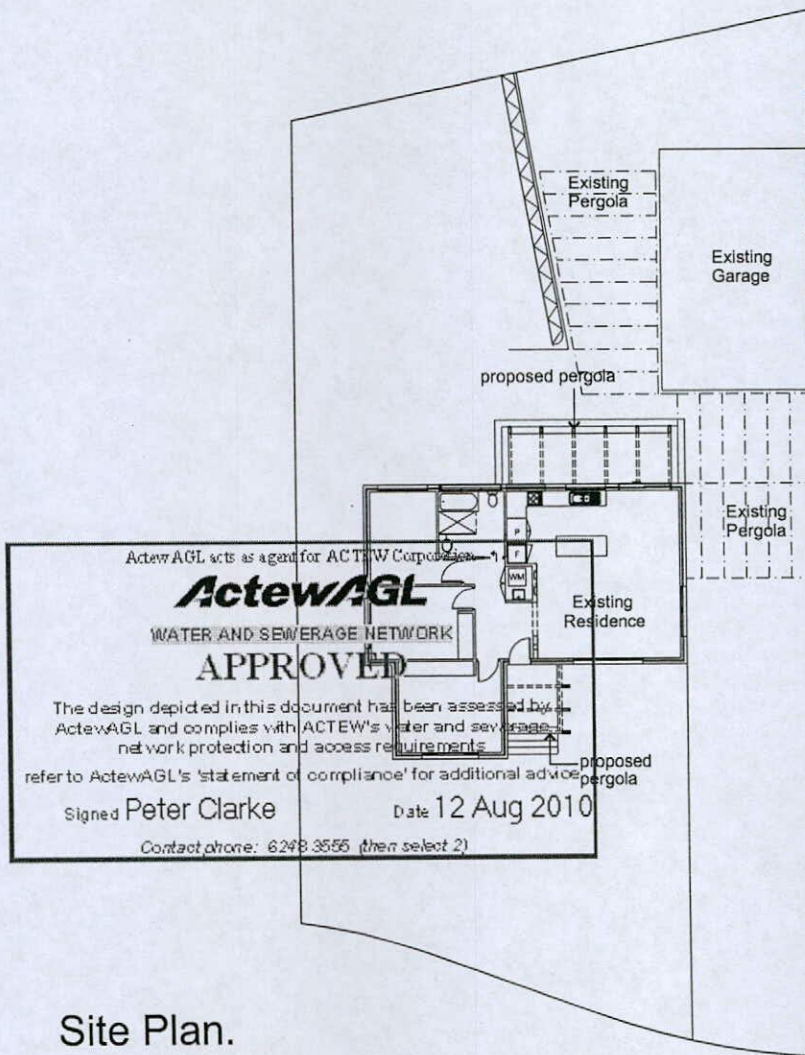 Existing
Pergola
Existing
Garage
proposed pergola
Existing
Pergola
P
F
WM
Existing
Residence
ActewAGL acts as agent for ACTEW Corporation
ActewAGL
WATER AND SEWERAGE NETWORK
APPROVED
The design depicted in this document has been assessed by
ActewAGL and complies with ACTEW's water and sewerage
network protection and access requirements
refer to ActewAGL's 'statement of compliance' for additional advice
proposed
pergola
Signed Peter Clarke Date 12 Aug 2010
Contact phone: 6248 3555 (then select 2)
Site Plan.